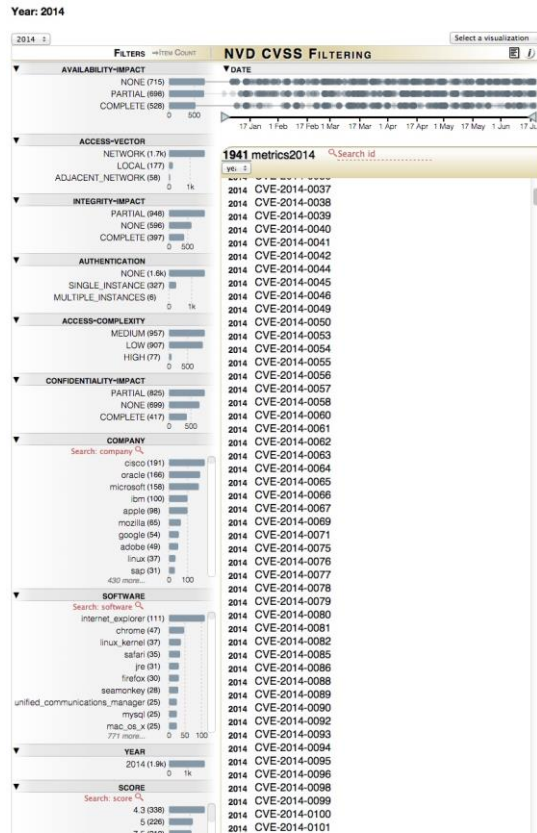 Year: 2014
2014
Select a visualization
FILTERS →ITEM COUNT
NVD CVSS FILTERING
AVAILABILITY-IMPACT
NONE (715)
PARTIAL (698)
COMPLETE (528)
0 500
DATE
17 Jan 1 Feb 17 Feb 1 Mar 17 Mar 1 Apr 17 Apr 1 May 17 May 1 Jun 17 Ju
ACCESS-VECTOR
NETWORK (1.7k)
LOCAL (177)
ADJACENT_NETWORK (58)
0 1k
INTEGRITY-IMPACT
PARTIAL (948)
NONE (596)
COMPLETE (397)
0 500
AUTHENTICATION
NONE (1.6k)
SINGLE_INSTANCE (327)
MULTIPLE_INSTANCES (6)
0 1k
ACCESS-COMPLEXITY
MEDIUM (957)
LOW (907)
HIGH (77)
0 500
CONFIDENTIALITY-IMPACT
PARTIAL (825)
NONE (699)
COMPLETE (417)
0 500
COMPANY
Search: company
cisco (191)
oracle (166)
microsoft (158)
ibm (100)
apple (98)
mozilla (65)
google (54)
adobe (49)
linux (37)
sap (31)
430 more...
0 100
SOFTWARE
Search: software
internet_explorer (111)
chrome (47)
linux_kernel (37)
safari (35)
jre (31)
firefox (30)
seamonkey (28)
unified_communications_manager (25)
mysql (25)
mac_os_x (25)
771 more...
0 50 100
YEAR
2014 (1.9k)
0 1k
SCORE
Search: score
4.3 (338)
5 (226)
1941 metrics2014
Search id
2014 CVE-2014-0037
2014 CVE-2014-0038
2014 CVE-2014-0039
2014 CVE-2014-0040
2014 CVE-2014-0041
2014 CVE-2014-0042
2014 CVE-2014-0044
2014 CVE-2014-0045
2014 CVE-2014-0046
2014 CVE-2014-0049
2014 CVE-2014-0050
2014 CVE-2014-0053
2014 CVE-2014-0054
2014 CVE-2014-0055
2014 CVE-2014-0056
2014 CVE-2014-0057
2014 CVE-2014-0058
2014 CVE-2014-0060
2014 CVE-2014-0061
2014 CVE-2014-0062
2014 CVE-2014-0063
2014 CVE-2014-0064
2014 CVE-2014-0065
2014 CVE-2014-0066
2014 CVE-2014-0067
2014 CVE-2014-0069
2014 CVE-2014-0071
2014 CVE-2014-0075
2014 CVE-2014-0076
2014 CVE-2014-0077
2014 CVE-2014-0078
2014 CVE-2014-0079
2014 CVE-2014-0080
2014 CVE-2014-0081
2014 CVE-2014-0082
2014 CVE-2014-0085
2014 CVE-2014-0086
2014 CVE-2014-0088
2014 CVE-2014-0089
2014 CVE-2014-0090
2014 CVE-2014-0092
2014 CVE-2014-0093
2014 CVE-2014-0094
2014 CVE-2014-0095
2014 CVE-2014-0096
2014 CVE-2014-0098
2014 CVE-2014-0099
2014 CVE-2014-0100
2014 CVE-2014-0101